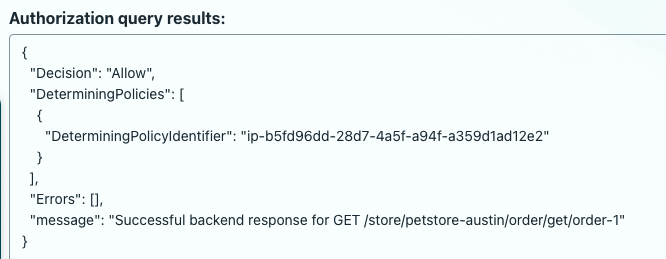 Authorization query results:
{
"Decision": "Allow",
"DeterminingPolicies": [
{
"DeterminingPolicyIdentifier": "ip-b5fd96dd-28d7-4a5f-a94f-a359d1ad12e2"
}
],
"Errors": [],
"message": "Successful backend response for GET /store/petstore-austin/order/get/order-1"
}